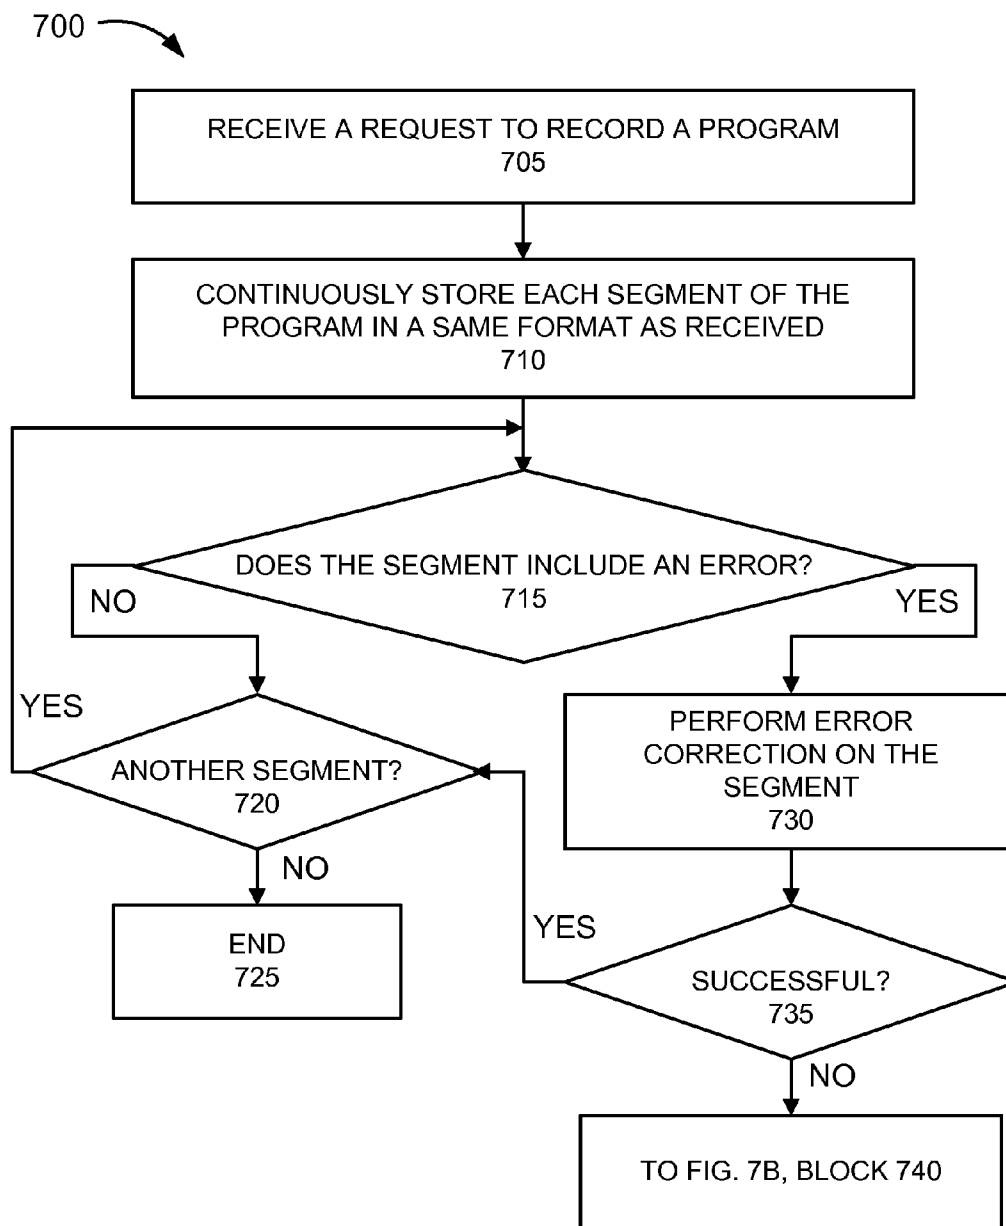 700
RECEIVE A REQUEST TO RECORD A PROGRAM
705
CONTINUOUSLY STORE EACH SEGMENT OF THE
PROGRAM IN A SAME FORMAT AS RECEIVED
710
DOES THE SEGMENT INCLUDE AN ERROR?
715
NO
YES
YES
ANOTHER SEGMENT?
720
NO
END
725
PERFORM ERROR
CORRECTION ON THE
SEGMENT
730
YES
SUCCESSFUL?
735
NO
TO FIG. 7B, BLOCK 740